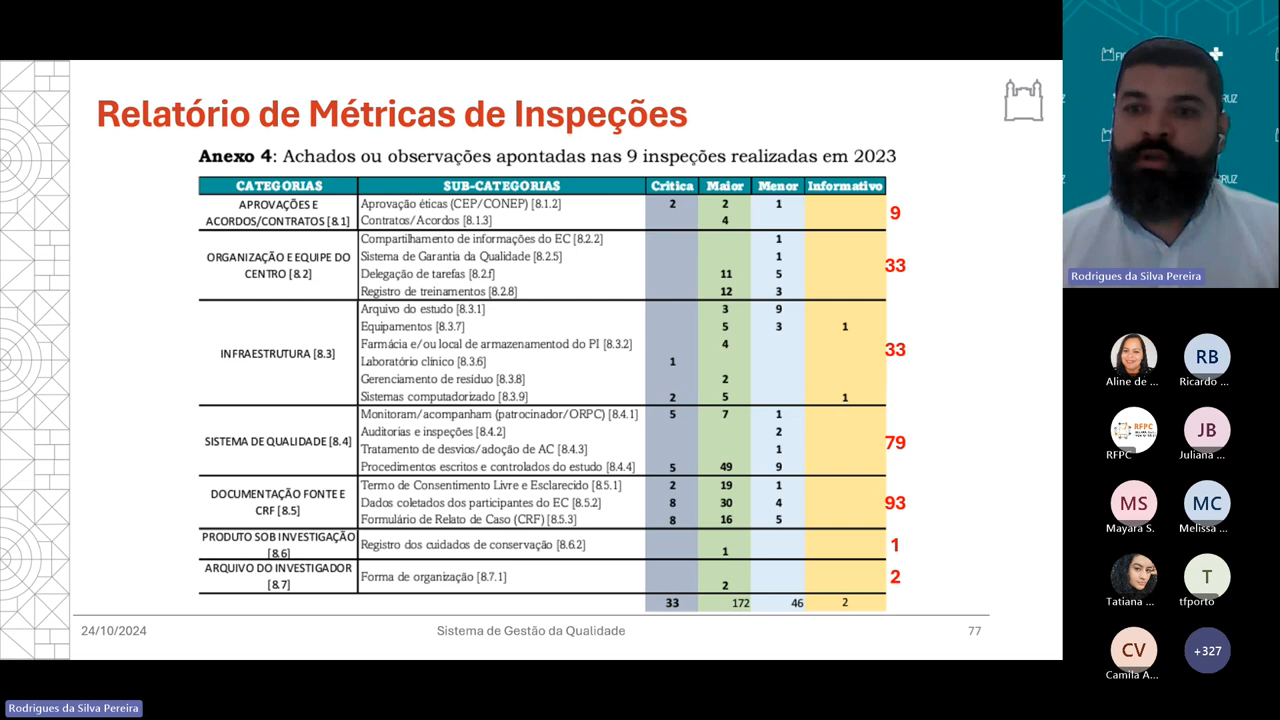 Relatório de Métricas de Inspeções
Anexo 4: Achados ou observações apontadas nas 9 inspeções realizadas em 2023
CATEGORIAS SUB-CATEGORIAS Crítica Maior Menor Informativo
APROVAÇÕES E ACORDOS/CONTRATOS [8.1] 9
Aprovação éticas (CEP/CONEP) [8.1.2] 2 2 1
Contratos/Acordos [8.1.3] 4
ORGANIZAÇÃO E EQUIPE DO CENTRO [8.2] 33
Compartilhamento de informações do EC [8.2.2] 1
Sistema de Garantia da Qualidade [8.2.5] 1
Delegação de tarefas [8.2.f] 11 5
Registro de treinamentos [8.2.8] 12 3
INFRAESTRUTURA [8.3] 33
Arquivo do estudo [8.3.1] 3 9
Equipamentos [8.3.7] 5 3 1
Farmácia e/ou local de armazenamentod do PI [8.3.2] 4
Laboratório clínico [8.3.6] 1
Gerenciamento de resíduo [8.3.8] 2
Sistemas computadorizado [8.3.9] 2 5 1
SISTEMA DE QUALIDADE [8.4] 79
Monitoram/acompanham (patrocinador/ORPC) [8.4.1] 5 7 1
Auditorias e inspeções [8.4.2] 2
Tratamento de desvios/adoção de AC [8.4.3] 1
Procedimentos escritos e controlados do estudo [8.4.4] 5 49 9
DOCUMENTAÇÃO FONTE E CRF [8.5] 93
Termo de Consentimento Livre e Esclarecido [8.5.1] 2 19 1
Dados coletados dos participantes do EC [8.5.2] 8 30 4
Formulário de Relato de Caso (CRF) [8.5.3] 8 16 5
PRODUTO SOB INVESTIGAÇÃO [8.6] 1
Registro dos cuidados de conservação [8.6.2] 1
ARQUIVO DO INVESTIGADOR [8.7] 2
Forma de organização [8.7.1] 2
33 172 46 2
24/10/2024 Sistema de Gestão da Qualidade 77
Rodrigues da Silva Pereira
Aline de ...
RB
Ricardo ...
RFPC
RFPC
JB
Juliana ...
MS
Mayara S.
MC
Melissa ...
Tatiana ...
T
tfporto
CV
Camila A...
+327
Rodrigues da Silva Pereira